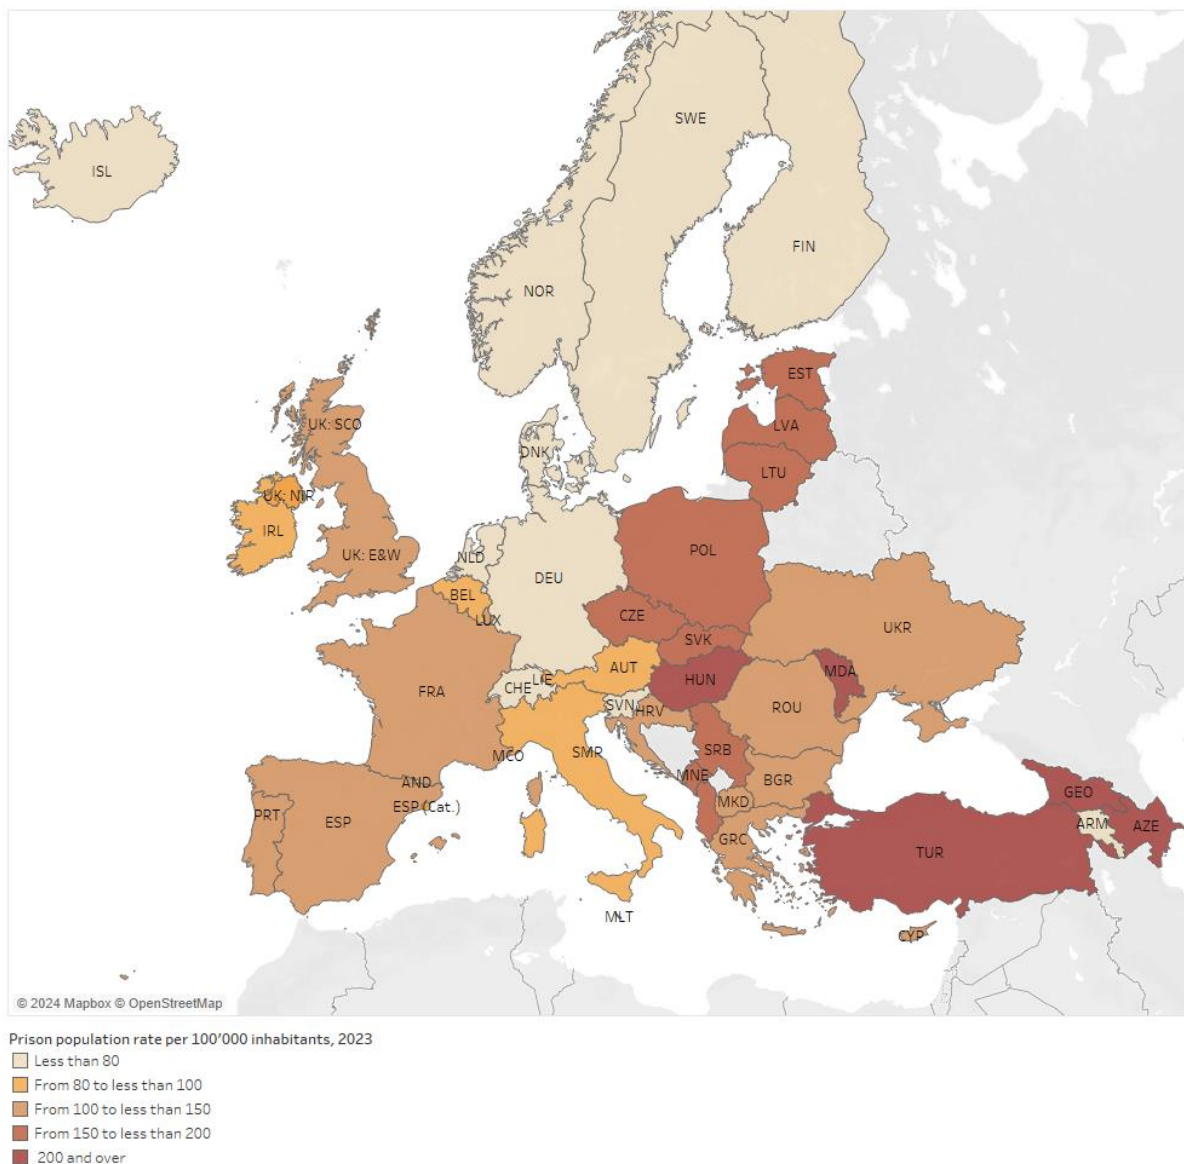 SWE
ISL
FIN
NOR
EST
UK: SCO
LVA
DNK
LTU
UK: NIR
IRL
UK: E&W
NLD
POL
DEU
BEL
CZE
LUX
UKR
SVK
AUT
MDA
LIE
HUN
CHE
FRA
SVN
HRV
ROU
SMR
SRB
MCO
MNE
BGR
AND
GEO
MKD
ESP (Cat.)
PRT
ESP
ARM
AZE
GRC
TUR
MLT
CYP
© 2024 Mapbox © OpenStreetMap
Prison population rate per 100’000 inhabitants, 2023
Less than 80
From 80 to less than 100
From 100 to less than 150
From 150 to less than 200
200 and over